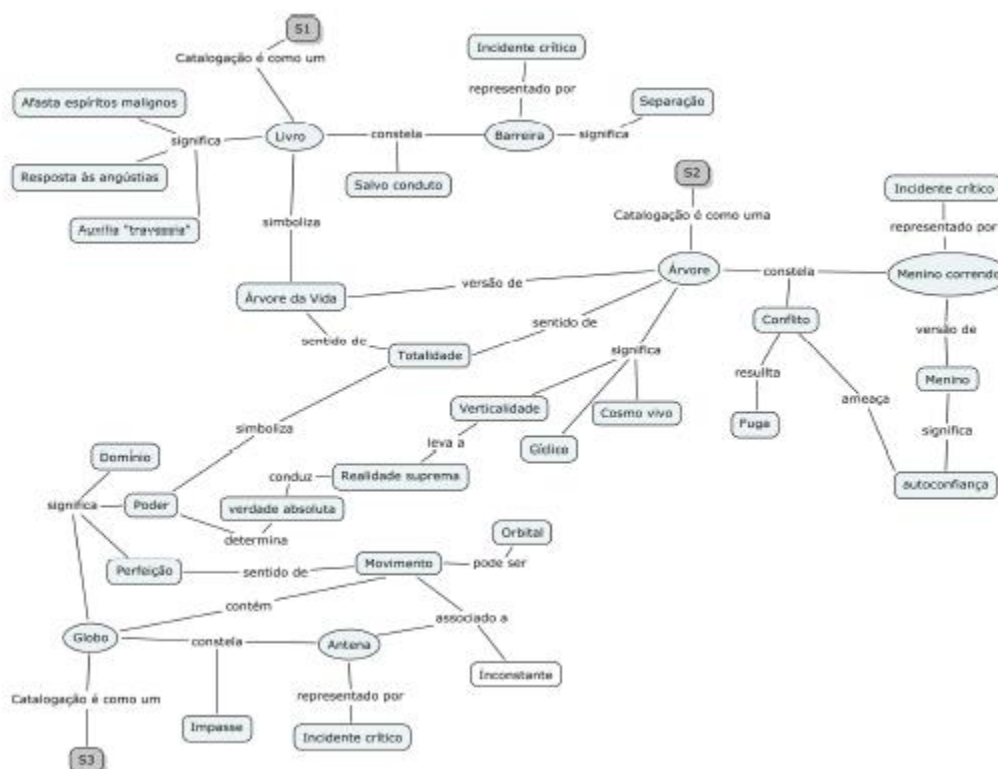 S1
Catalogação é como um
Incidente crítico
representado por
Separação
Afasta espíritos malignos
significa
Livro
constela
Barreira
significa
Resposta às angústias
Salvo conduto
S2
Incidente crítico
Auxilia "travessia"
simboliza
Catalogação é como uma
representado por
Árvore
constela
Menino correndo
Árvore da Vida
versão de
sentido de
Conflito
versão de
sentido de
Totalidade
significa
resulta
Menino
ameaça
Verticalidade
Cosmo vivo
Fuga
simboliza
significa
Cíclico
leva a
Domínio
conduz
Realidade suprema
autoconfiança
significa
Poder
verdade absoluta
determina
Orbital
Perfeição
sentido de
Movimento
pode ser
contém
associado a
Globo
constela
Antena
Inconstante
Catalogação é como um
representado por
Impasse
Incidente crítico
S3